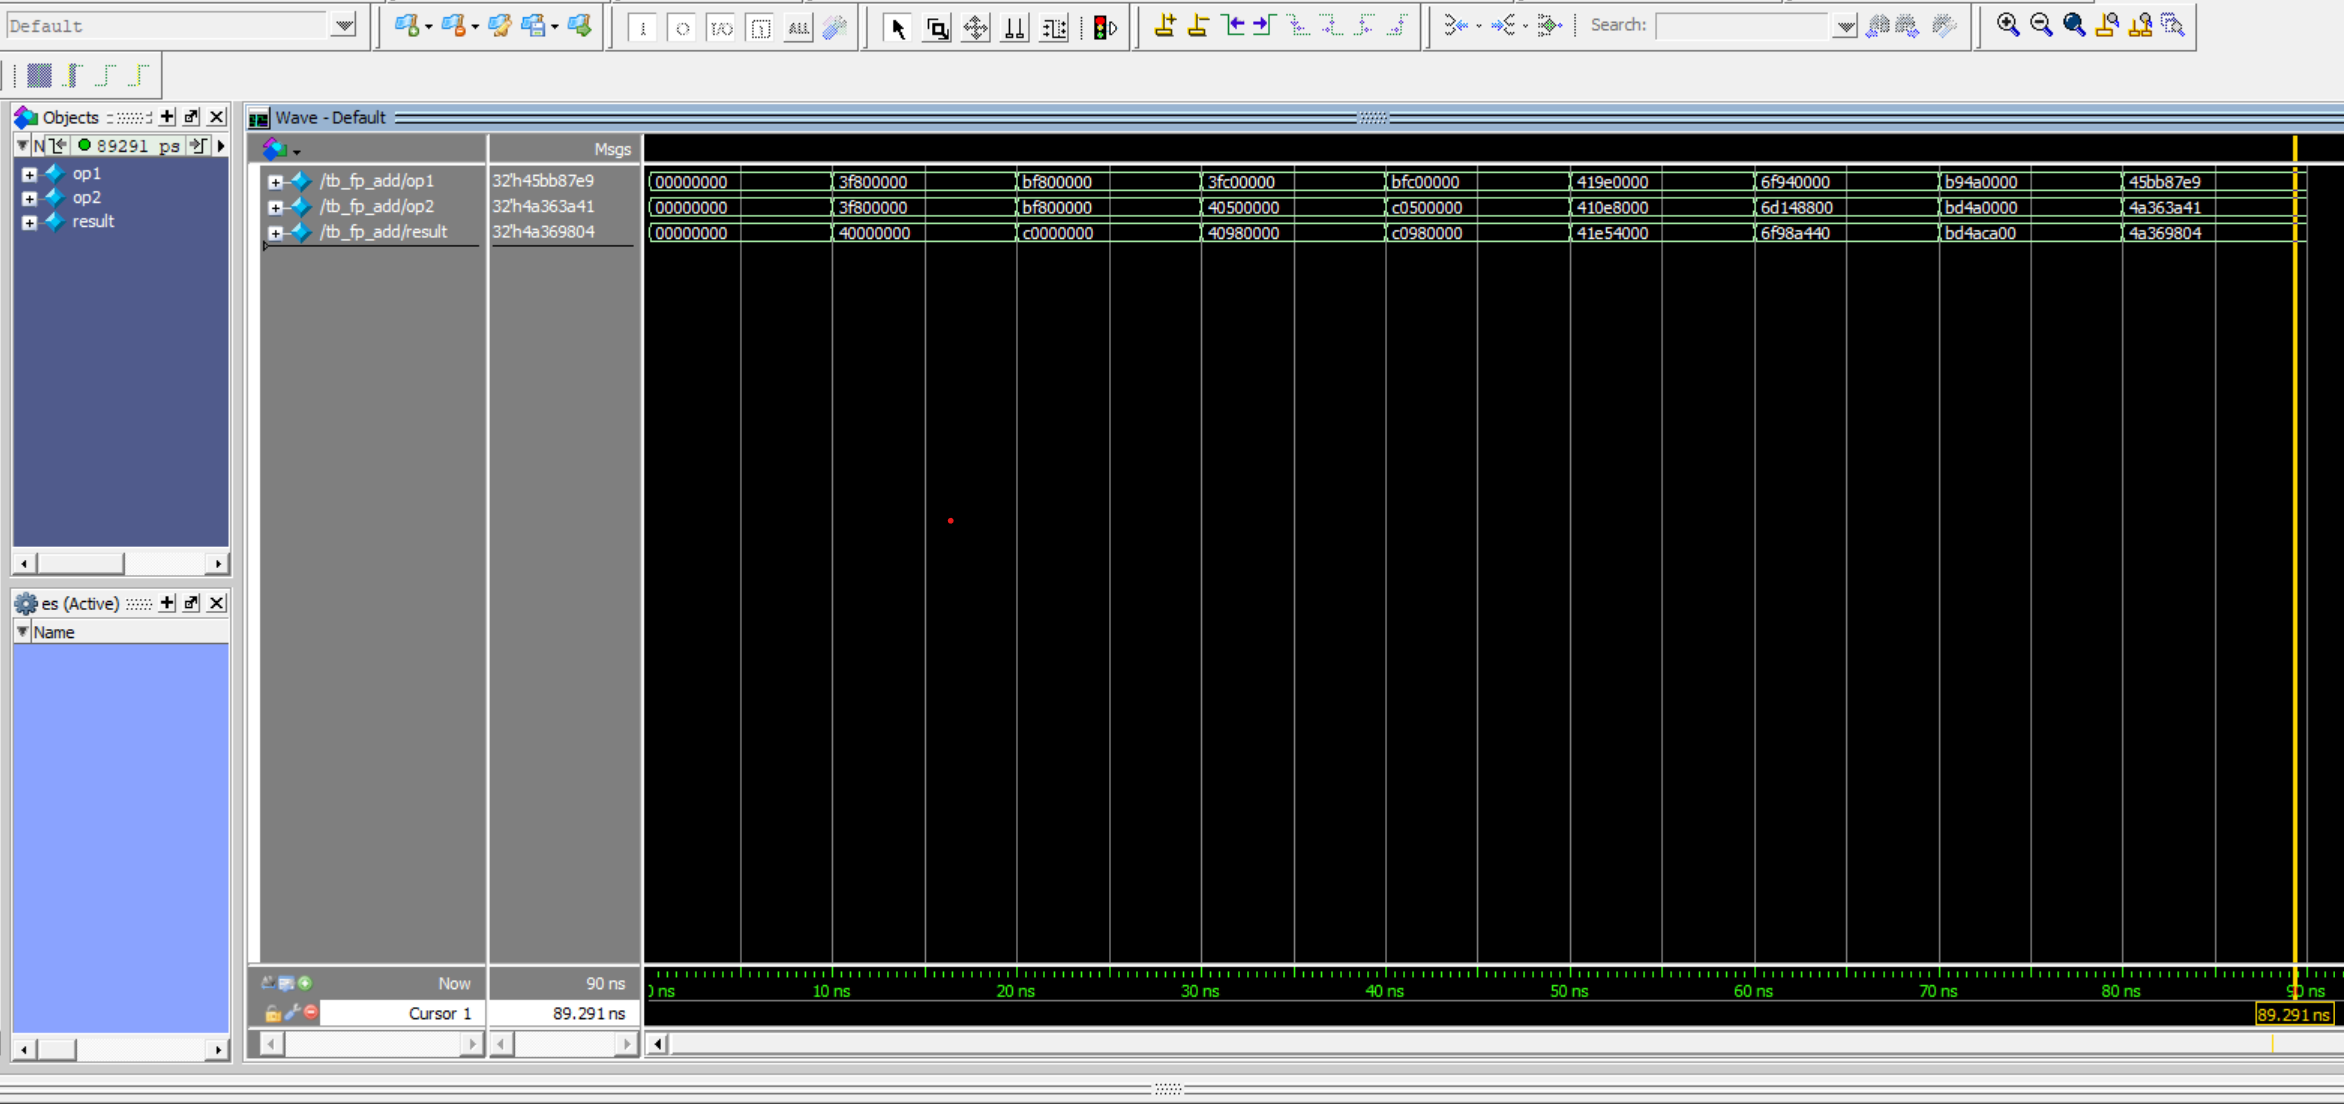 Default
1 O I/O ALL
Search:
Objects
N 89291 ps
op1
op2
result
es (Active)
Name
Wave - Default
Msgs
/tb_fp_add/op1 32'h45bb87e9 00000000 3f800000 bf800000 3fc00000 bfc00000 419e0000 6f940000 b94a0000 45bb87e9
/tb_fp_add/op2 32'h4a363a41 00000000 3f800000 bf800000 40500000 c0500000 410e8000 6d148800 bd4a0000 4a363a41
/tb_fp_add/result 32'h4a369804 00000000 40000000 c0000000 40980000 c0980000 41e54000 6f98a440 bd4aca00 4a369804
Now 90 ns ns 10 ns 20 ns 30 ns 40 ns 50 ns 60 ns 70 ns 80 ns 90 ns
Cursor 1 89.291 ns 89.291 ns